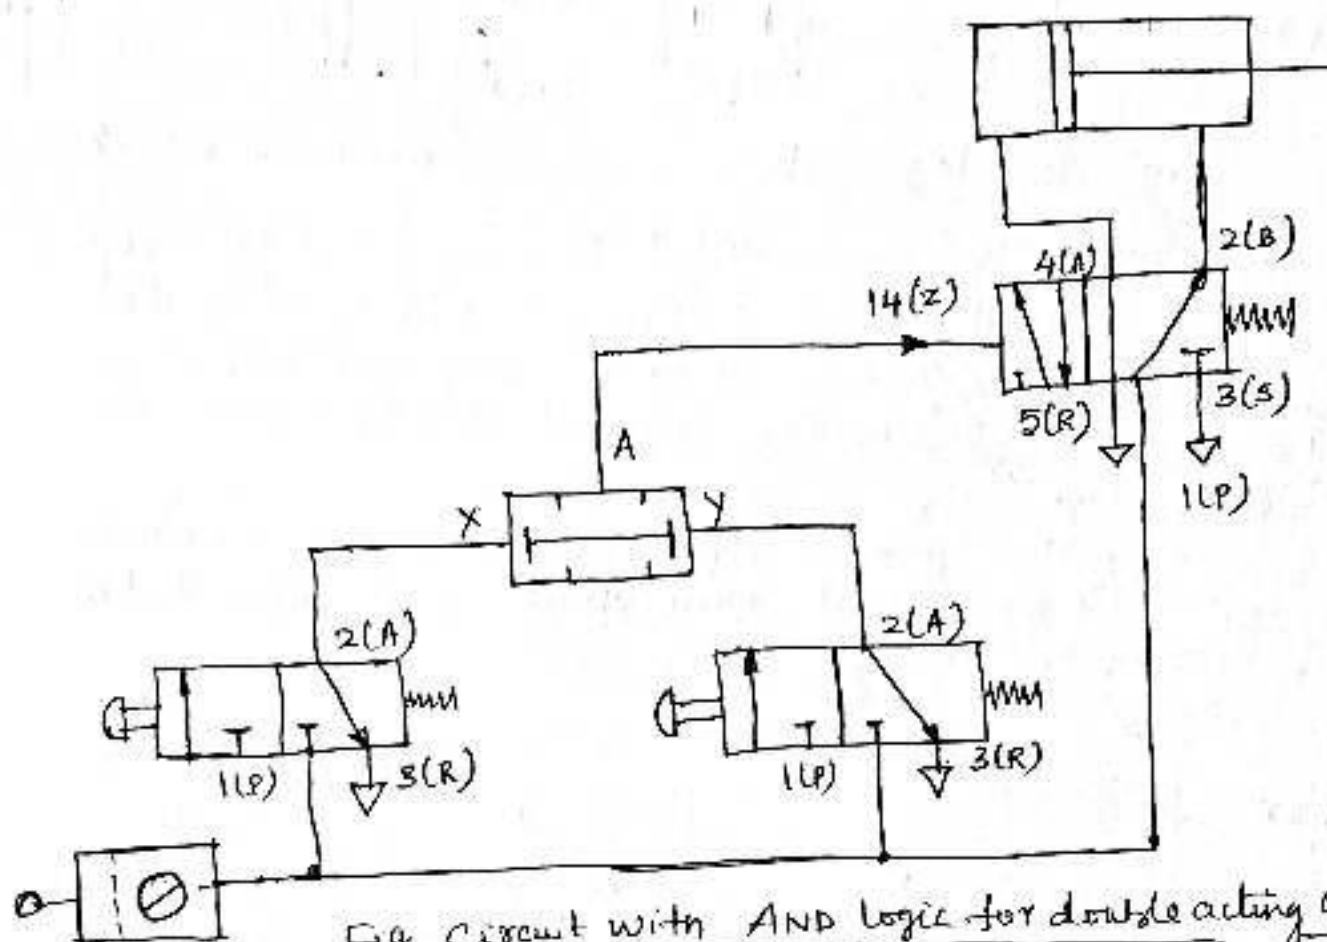 2(B)
4(A)
14(Z)
3(S)
5(R)
A
1(P)
X
Y
2(A)
2(A)
1(P)
3(R)
1(P)
3(R)
Fig Circuit with AND logic for double acting